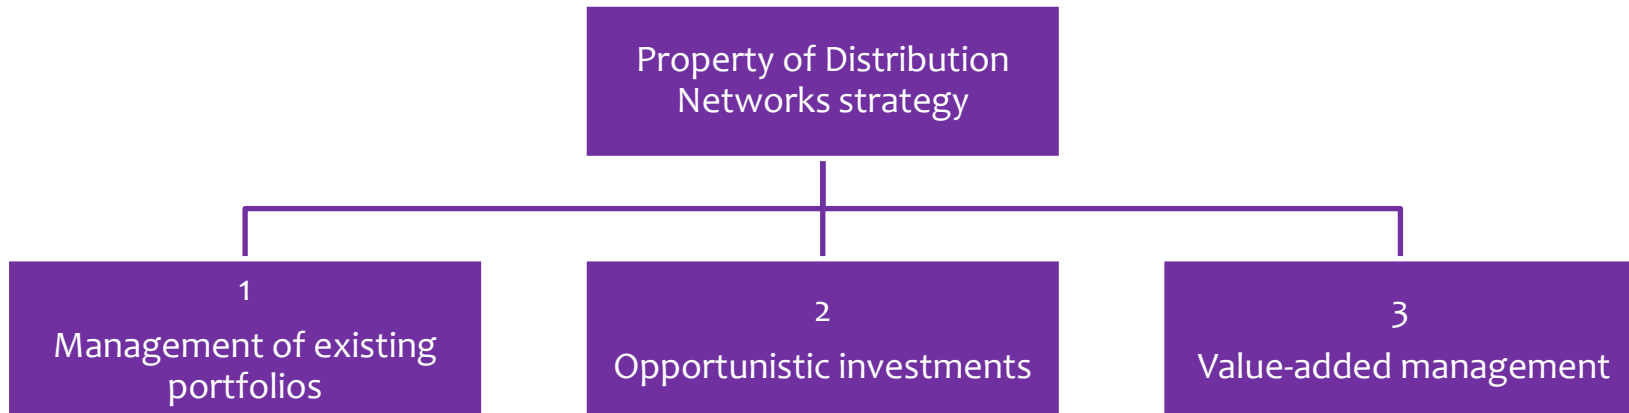 Property of Distribution
Networks strategy
1
Management of existing
portfolios
2
Opportunistic investments
3
Value-added management